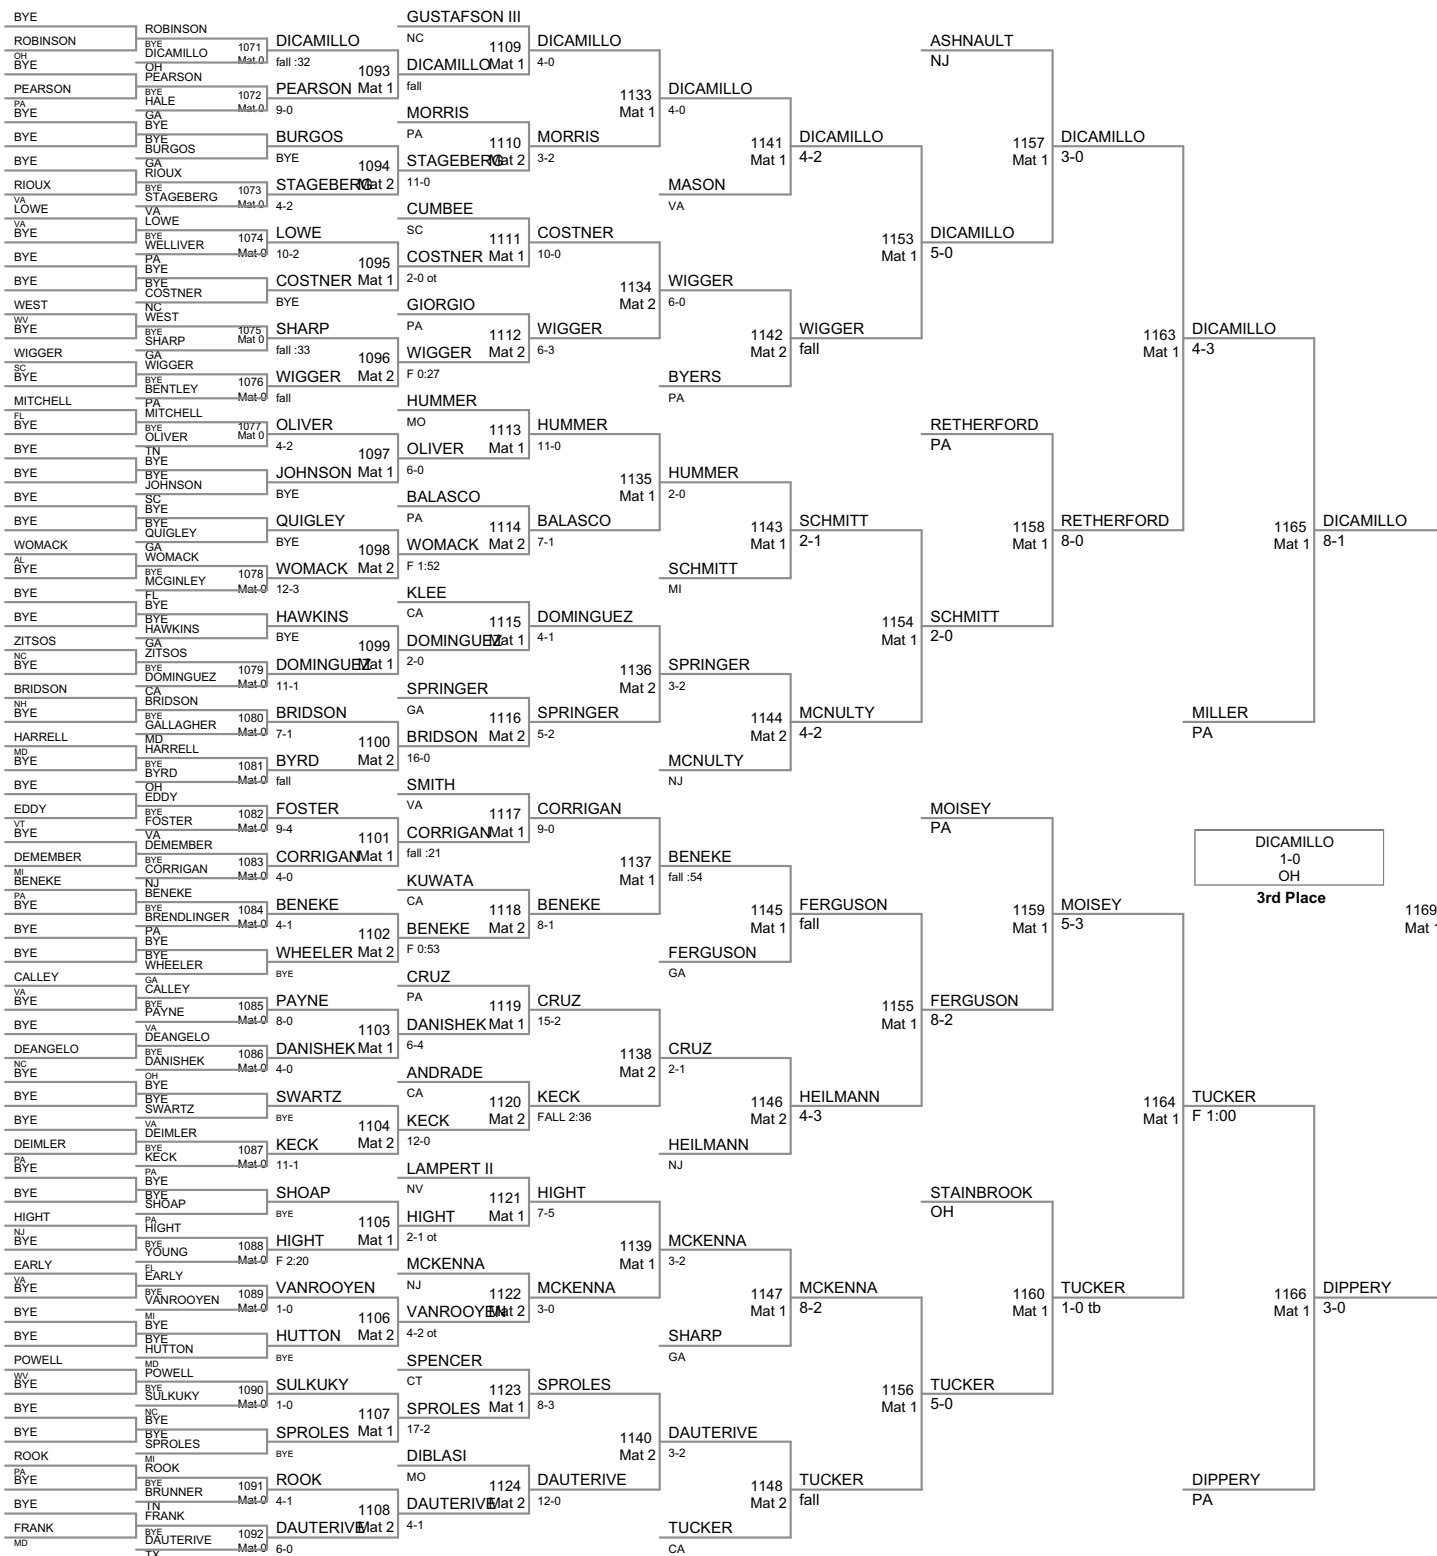 BYE
ROBINSON
OH
BYE
PEARSON
PA
BYE
BYE
BYE
RIOUX
VA
LOWE
VA
BYE
BYE
BYE
WEST
WV
BYE
WIGGER
SC
BYE
MITCHELL
FL
BYE
BYE
BYE
BYE
BYE
WOMACK
AL
BYE
BYE
BYE
ZITSOS
NC
BYE
BRIDSON
NH
BYE
HARRELL
MD
BYE
BYE
EDDY
VT
BYE
DEMEMBER
MI
BENEKE
PA
BYE
BYE
BYE
CALLEY
VA
BYE
BYE
DEANGELO
NC
BYE
BYE
BYE
DEIMLER
PA
BYE
BYE
HIGHT
NJ
BYE
EARLY
VA
BYE
BYE
BYE
POWELL
WV
BYE
BYE
BYE
ROOK
PA
BYE
BYE
FRANK
MD
ROBINSON
BYE
DICAMILLO
1071
Mat 0
OH
PEARSON
BYE
HALE
1072
Mat 0
GA
BYE
BYE
BURGOS
GA
RIOUX
BYE
STAGEBERG
1073
Mat 0
VA
LOWE
BYE
WELLIVER
1074
Mat 0
PA
BYE
BYE
COSTNER
NC
WEST
BYE
SHARP
1075
Mat 0
GA
WIGGER
BYE
BENTLEY
1076
Mat 0
PA
MITCHELL
BYE
OLIVER
1077
Mat 0
TN
BYE
BYE
JOHNSON
SC
BYE
BYE
QUIGLEY
GA
WOMACK
BYE
MCGINLEY
1078
Mat 0
FL
BYE
BYE
HAWKINS
GA
ZITSOS
BYE
DOMINGUEZ
1079
Mat 0
CA
BRIDSON
BYE
GALLAGHER
1080
Mat 0
MD
HARRELL
BYE
BYRD
1081
Mat 0
OH
EDDY
BYE
FOSTER
1082
Mat 0
VA
DEMEMBER
BYE
CORRIGAN
1083
Mat 0
NJ
BENEKE
BYE
BRENDLINGER
1084
Mat 0
PA
BYE
BYE
WHEELER
GA
CALLEY
BYE
PAYNE
1085
Mat 0
VA
DEANGELO
BYE
DANISHEK
1086
Mat 0
OH
BYE
BYE
SWARTZ
VA
DEIMLER
BYE
KECK
1087
Mat 0
PA
BYE
BYE
SHOAP
PA
HIGHT
BYE
YOUNG
1088
Mat 0
FL
EARLY
BYE
VANROOYEN
1089
Mat 0
MI
BYE
BYE
HUTTON
MD
POWELL
BYE
SULKUKY
1090
Mat 0
NC
BYE
BYE
SPROLES
MI
ROOK
BYE
BRUNNER
1091
Mat 0
TN
FRANK
BYE
DAUTERIVE
1092
Mat 0
TX
DICAMILLO
fall :32
1093
Mat 1
PEARSON
9-0
BURGOS
BYE
1094
Mat 2
STAGEBERG
4-2
LOWE
10-2
1095
Mat 1
COSTNER
BYE
SHARP
fall :33
1096
Mat 2
WIGGER
fall
OLIVER
4-2
1097
Mat 1
JOHNSON
BYE
QUIGLEY
BYE
1098
Mat 2
WOMACK
12-3
HAWKINS
BYE
1099
Mat 1
DOMINGUEZ
11-1
BRIDSON
7-1
1100
Mat 2
BYRD
fall
FOSTER
9-4
1101
Mat 1
CORRIGAN
4-0
BENEKE
4-1
1102
Mat 2
WHEELER
BYE
PAYNE
8-0
1103
Mat 1
DANISHEK
4-0
SWARTZ
BYE
1104
Mat 2
KECK
11-1
SHOAP
BYE
1105
Mat 1
HIGHT
F 2:20
VANROOYEN
1-0
1106
Mat 2
HUTTON
BYE
SULKUKY
1-0
1107
Mat 1
SPROLES
BYE
ROOK
4-1
1108
Mat 2
DAUTERIVE
6-0
GUSTAFSON III
NC
1109
Mat 1
DICAMILLO
fall
MORRIS
PA
1110
Mat 2
STAGEBERG
11-0
CUMBEE
SC
1111
Mat 1
COSTNER
2-0 ot
GIORGIO
PA
1112
Mat 2
WIGGER
F 0:27
HUMMER
MO
1113
Mat 1
OLIVER
6-0
BALASCO
PA
1114
Mat 2
WOMACK
F 1:52
KLEE
CA
1115
Mat 1
DOMINGUEZ
2-0
SPRINGER
GA
1116
Mat 2
BRIDSON
16-0
SMITH
VA
1117
Mat 1
CORRIGAN
fall :21
KUWATA
CA
1118
Mat 2
BENEKE
F 0:53
CRUZ
PA
1119
Mat 1
DANISHEK
6-4
ANDRADE
CA
1120
Mat 2
KECK
12-0
LAMPERT II
NV
1121
Mat 1
HIGHT
2-1 ot
MCKENNA
NJ
1122
Mat 2
VANROOYEN
4-2 ot
SPENCER
CT
1123
Mat 1
SPROLES
17-2
DIBLASI
MO
1124
Mat 2
DAUTERIVE
4-1
DICAMILLO
4-0
1133
Mat 1
MORRIS
3-2
COSTNER
10-0
1134
Mat 2
WIGGER
6-3
HUMMER
11-0
1135
Mat 1
BALASCO
7-1
DOMINGUEZ
4-1
1136
Mat 2
SPRINGER
5-2
CORRIGAN
9-0
1137
Mat 1
BENEKE
8-1
CRUZ
15-2
1138
Mat 2
KECK
FALL 2:36
HIGHT
7-5
1139
Mat 1
MCKENNA
3-0
SPROLES
8-3
1140
Mat 2
DAUTERIVE
12-0
DICAMILLO
4-0
1141
Mat 1
MASON
VA
WIGGER
6-0
1142
Mat 2
BYERS
PA
HUMMER
2-0
1143
Mat 1
SCHMITT
MI
SPRINGER
3-2
1144
Mat 2
MCNULTY
NJ
BENEKE
fall :54
1145
Mat 1
FERGUSON
GA
CRUZ
2-1
1146
Mat 2
HEILMANN
NJ
MCKENNA
3-2
1147
Mat 1
SHARP
GA
DAUTERIVE
3-2
1148
Mat 2
TUCKER
CA
DICAMILLO
4-2
1153
Mat 1
WIGGER
fall
SCHMITT
2-1
1154
Mat 1
MCNULTY
4-2
FERGUSON
fall
1155
Mat 1
HEILMANN
4-3
MCKENNA
8-2
1156
Mat 1
TUCKER
fall
ASHNAULT
NJ
1157
Mat 1
DICAMILLO
5-0
RETHERFORD
PA
1158
Mat 1
SCHMITT
2-0
MOISEY
PA
1159
Mat 1
FERGUSON
8-2
STAINBROOK
OH
1160
Mat 1
TUCKER
5-0
DICAMILLO
3-0
1163
Mat 1
RETHERFORD
8-0
MOISEY
5-3
1164
Mat 1
TUCKER
1-0 tb
DICAMILLO
4-3
1165
Mat 1
MILLER
PA
DICAMILLO
1-0
OH
3rd Place
TUCKER
F 1:00
1166
Mat 1
DIPPERY
PA
DICAMILLO
8-1
1169
Mat 1
DIPPERY
3-0